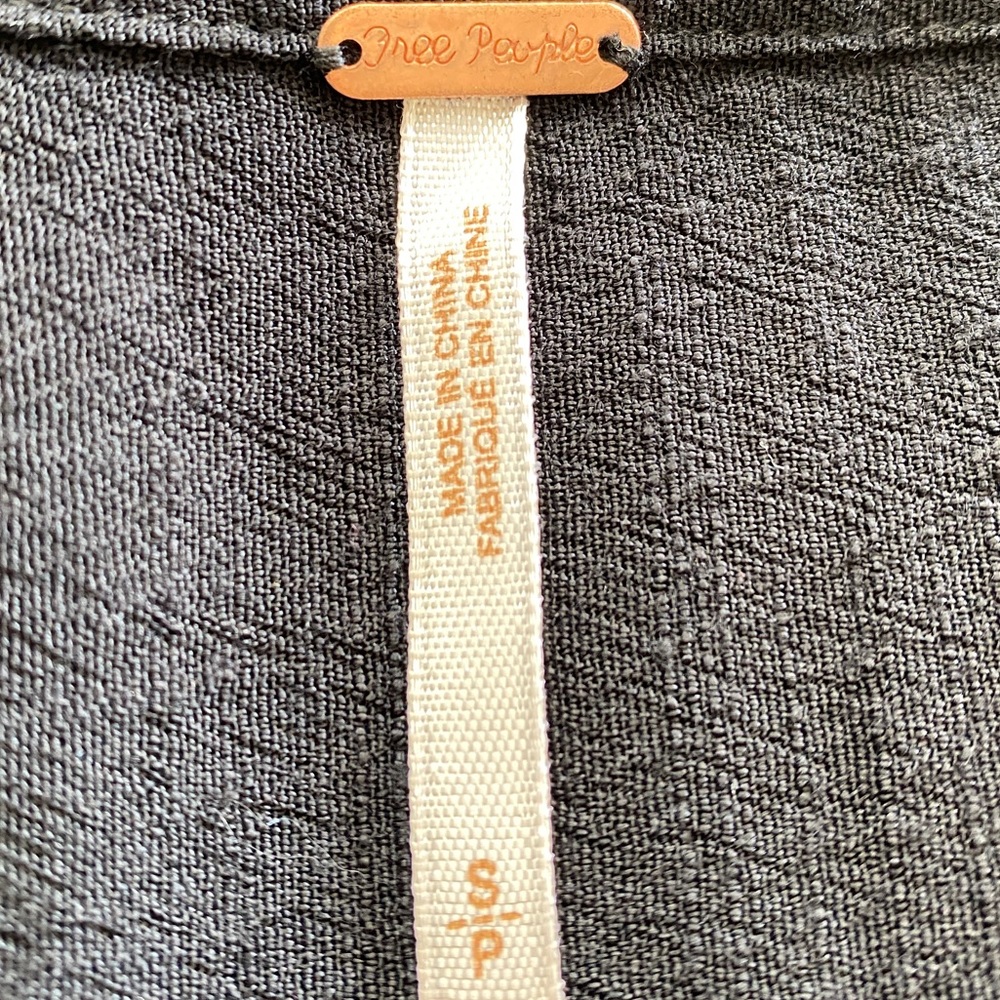 Free People
MADE IN CHINA
FABRIQUÉ EN CHINE
P/S